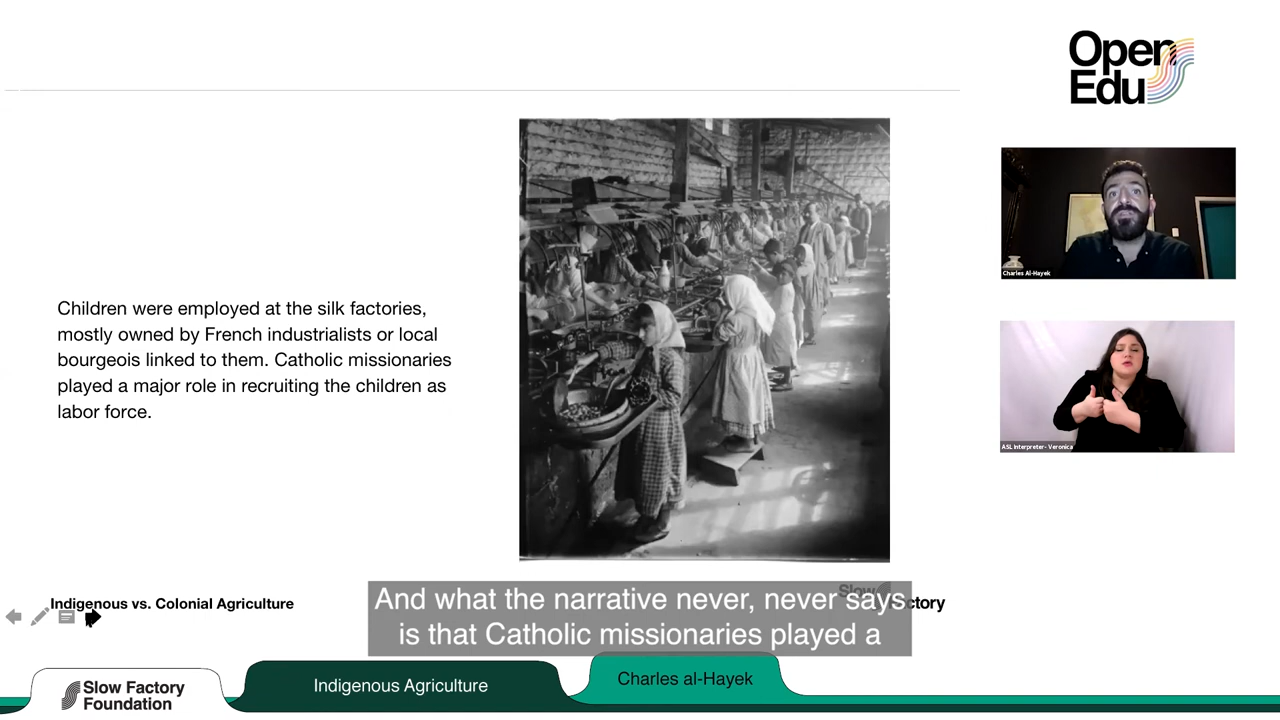 Open
Edu
Charles Al-Hayek
Children were employed at the silk factories,
mostly owned by French industrialists or local
bourgeois linked to them. Catholic missionaries
played a major role in recruiting the children as
labor force.
ASL Interpreter- Veronica
Indigenous vs. Colonial Agriculture
Slow Factory
And what the narrative never, never says
is that Catholic missionaries played a
Slow Factory
Foundation
Indigenous Agriculture
Charles al-Hayek